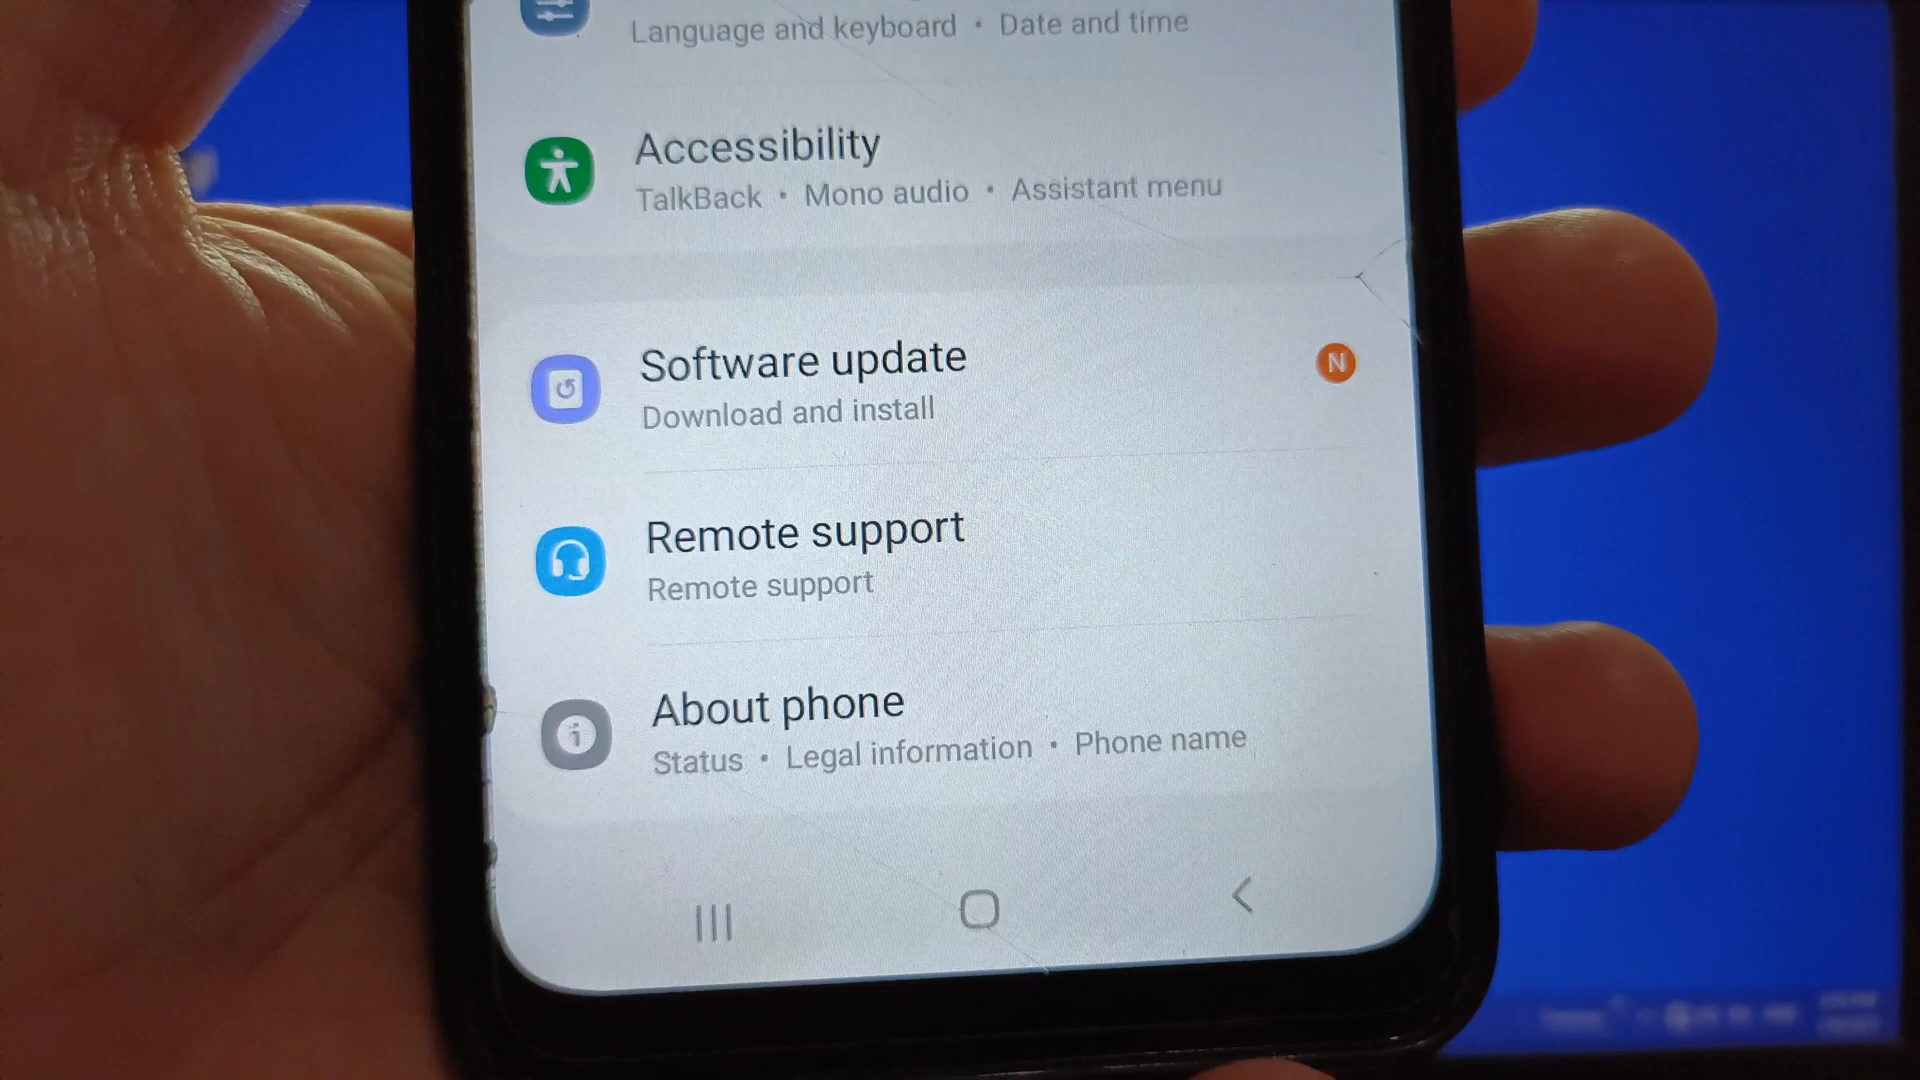 Language and keyboard • Date and time
Accessibility
TalkBack • Mono audio • Assistant menu
Software update
N
Download and install
Remote support
Remote support
About phone
Status • Legal information • Phone name